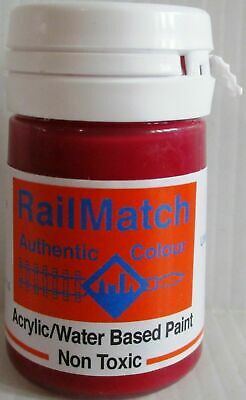 RailMatch
Authentic Colour
Acrylic/Water Based Paint
Non Toxic